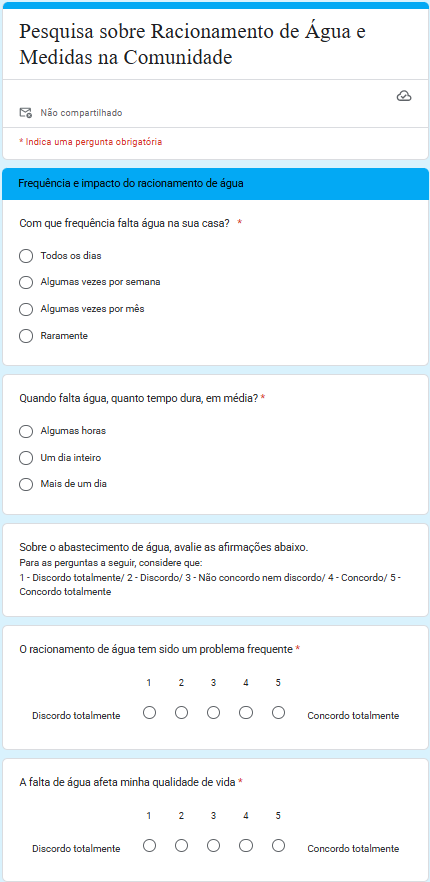 Pesquisa sobre Racionamento de Água e
Medidas na Comunidade
Não compartilhado
* Indica uma pergunta obrigatória
Frequência e impacto do racionamento de água
Com que frequência falta água na sua casa? *
Todos os dias
Algumas vezes por semana
Algumas vezes por mês
Raramente
Quando falta água, quanto tempo dura, em média? *
Algumas horas
Um dia inteiro
Mais de um dia
Sobre o abastecimento de água, avalie as afirmações abaixo.
Para as perguntas a seguir, considere que:
1 - Discordo totalmente/ 2 - Discordo/ 3 - Não concordo nem discordo/ 4 - Concordo/ 5 -
Concordo totalmente
O racionamento de água tem sido um problema frequente *
1 2 3 4 5
Discordo totalmente Concordo totalmente
A falta de água afeta minha qualidade de vida *
1 2 3 4 5
Discordo totalmente Concordo totalmente